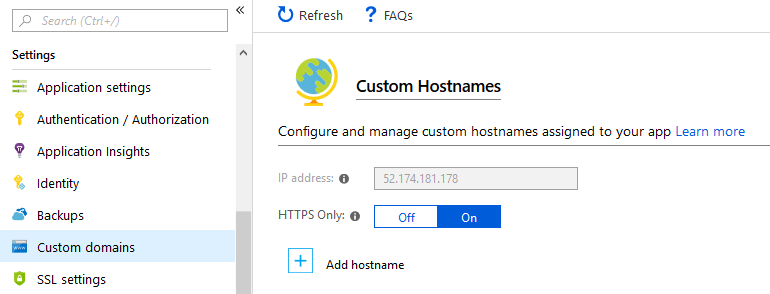 Search (Ctrl+/)
Settings
Application settings
Authentication / Authorization
Application Insights
Identity
Backups
Custom domains
SSL settings
Refresh
FAQs
Custom Hostnames
Configure and manage custom hostnames assigned to your app Learn more
IP address:
52.174.181.178
HTTPS Only:
Off
On
Add hostname